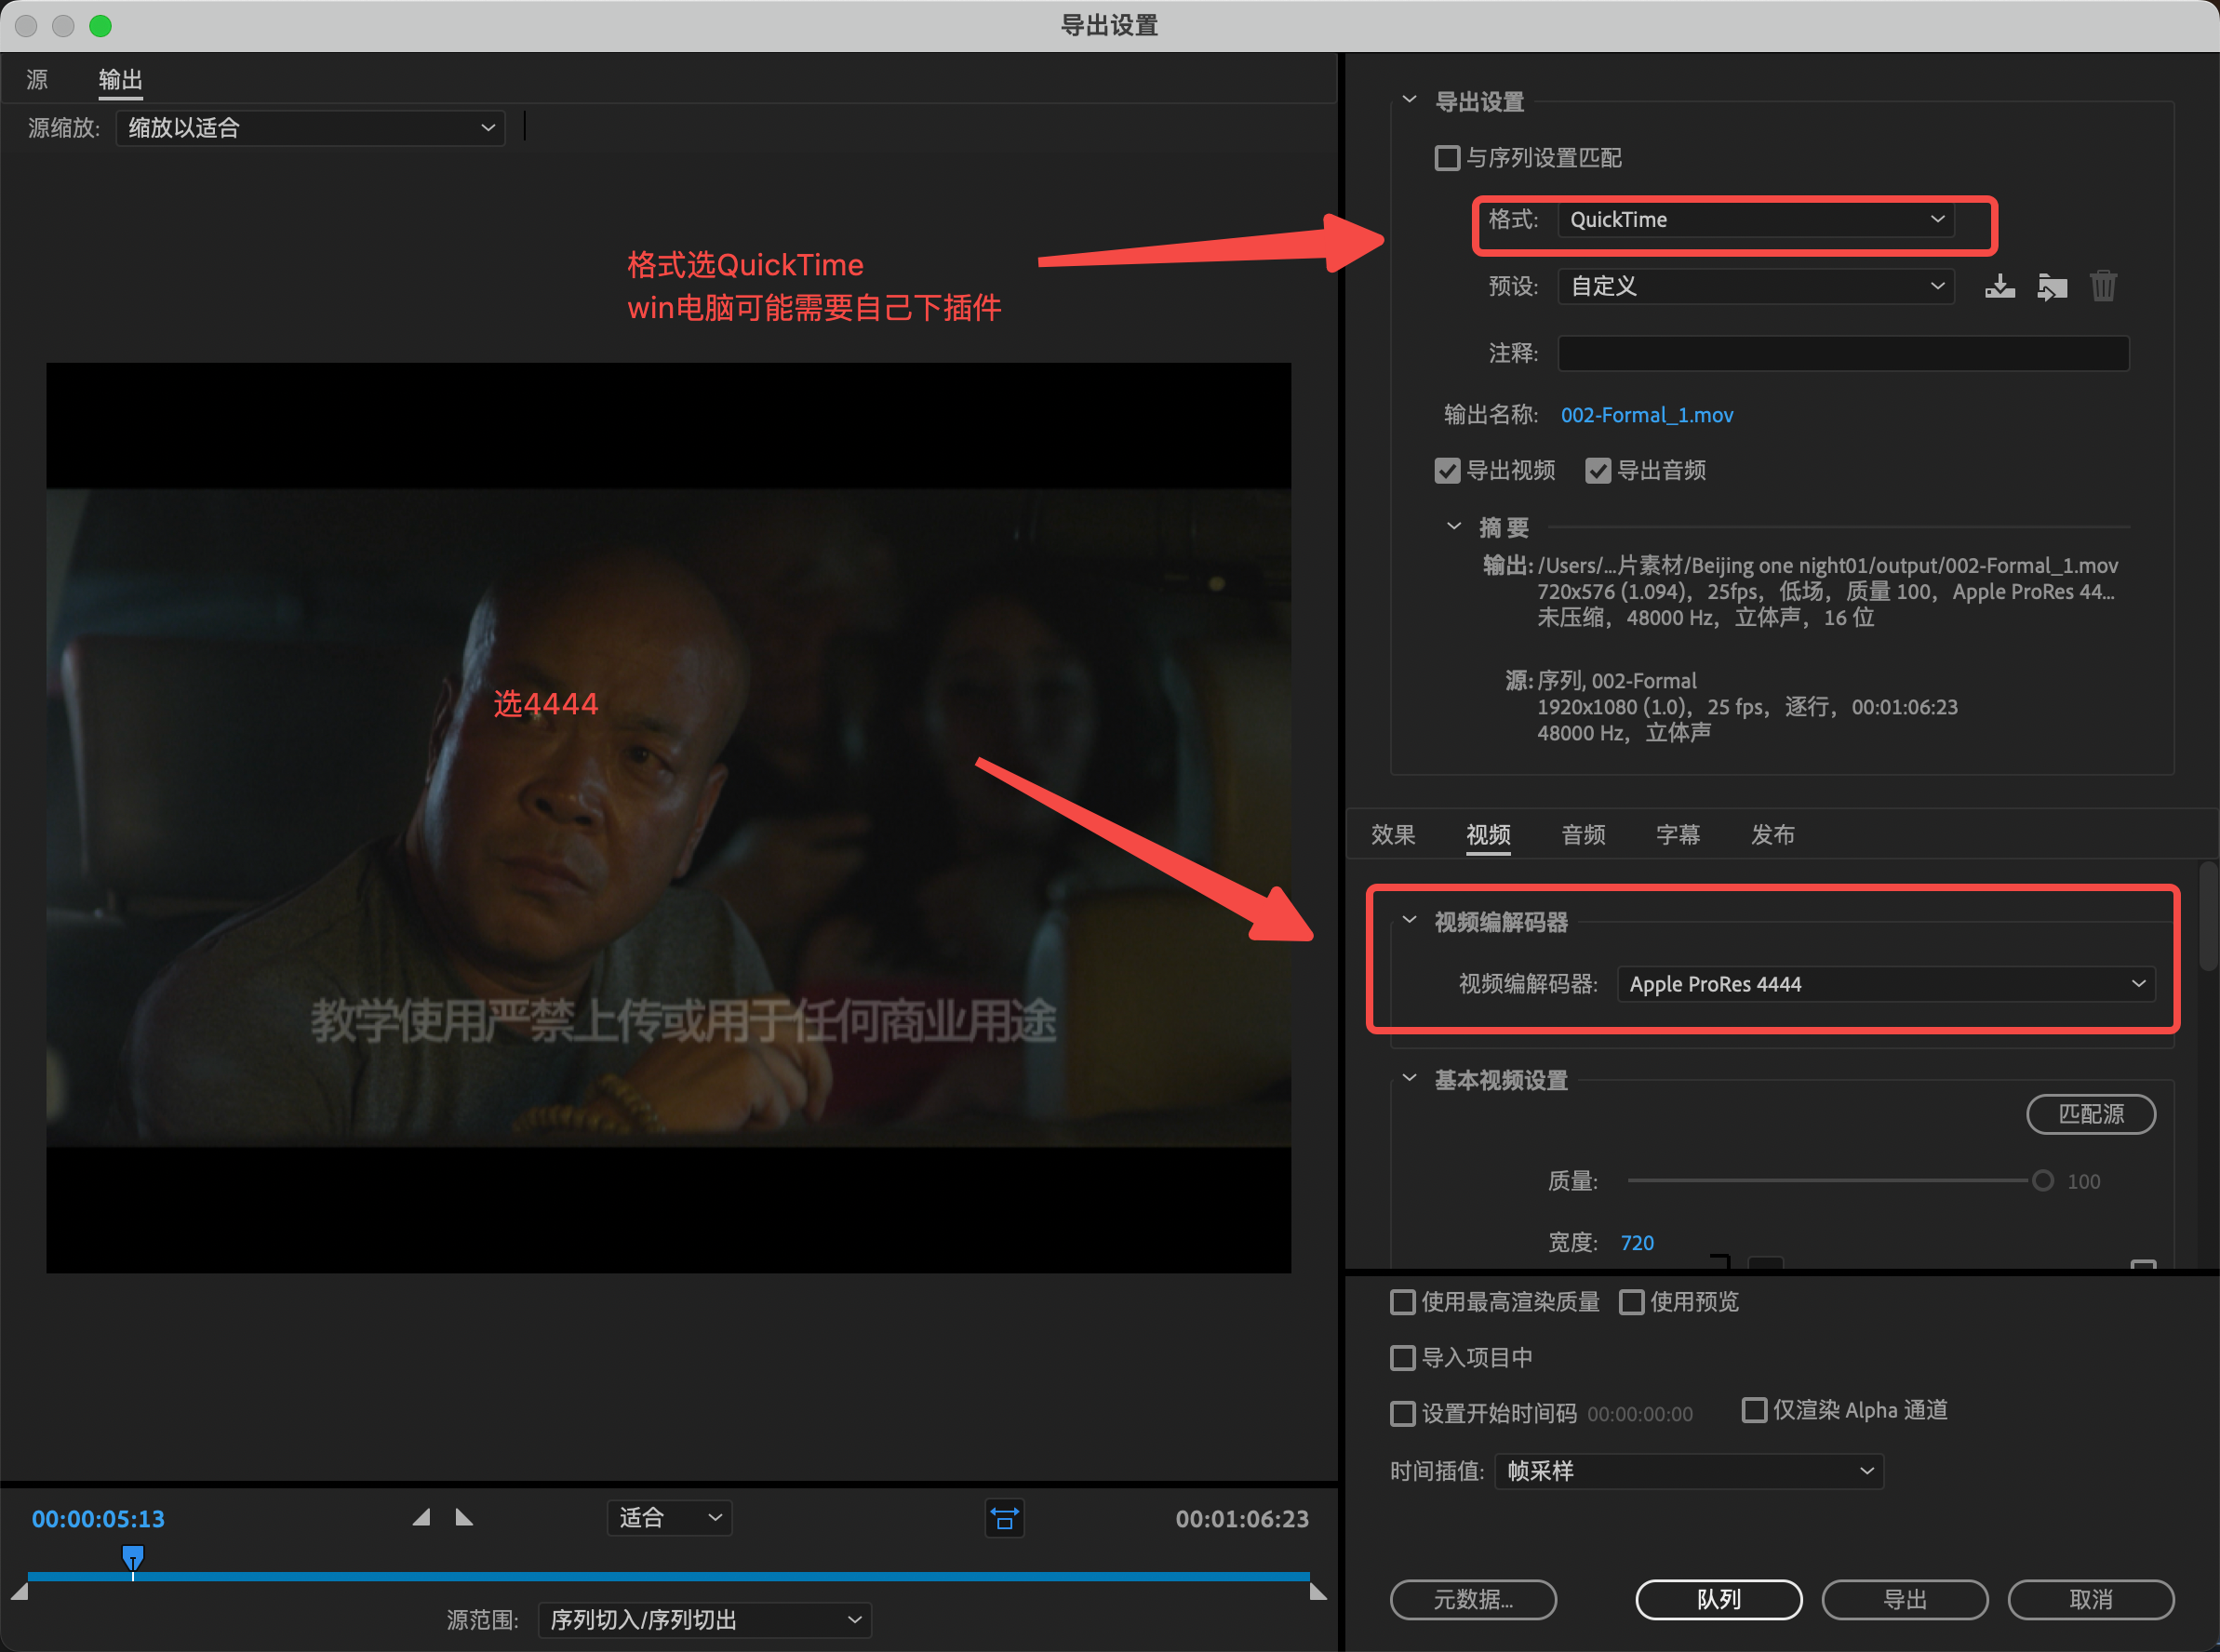 导出设置
源
输出
源缩放:
缩放以适合
格式选QuickTime
win电脑可能需要自己下插件
选4444
教学使用严禁上传或用于任何商业用途
00:00:05:13
适合
00:01:06:23
源范围:
序列切入/序列切出
导出设置
与序列设置匹配
格式:
QuickTime
预设:
自定义
注释:
输出名称:
002-Formal_1.mov
导出视频
导出音频
摘要
输出: /Users/...片素材/Beijing one night01/output/002-Formal_1.mov
720x576 (1.094)，25fps，低场，质量 100，Apple ProRes 44...
未压缩，48000 Hz，立体声，16 位
源: 序列, 002-Formal
1920x1080 (1.0)，25 fps，逐行，00:01:06:23
48000 Hz，立体声
效果
视频
音频
字幕
发布
视频编解码器
视频编解码器:
Apple ProRes 4444
基本视频设置
匹配源
质量:
100
宽度:
720
使用最高渲染质量
使用预览
导入项目中
设置开始时间码
00:00:00:00
仅渲染 Alpha 通道
时间插值:
帧采样
元数据...
队列
导出
取消